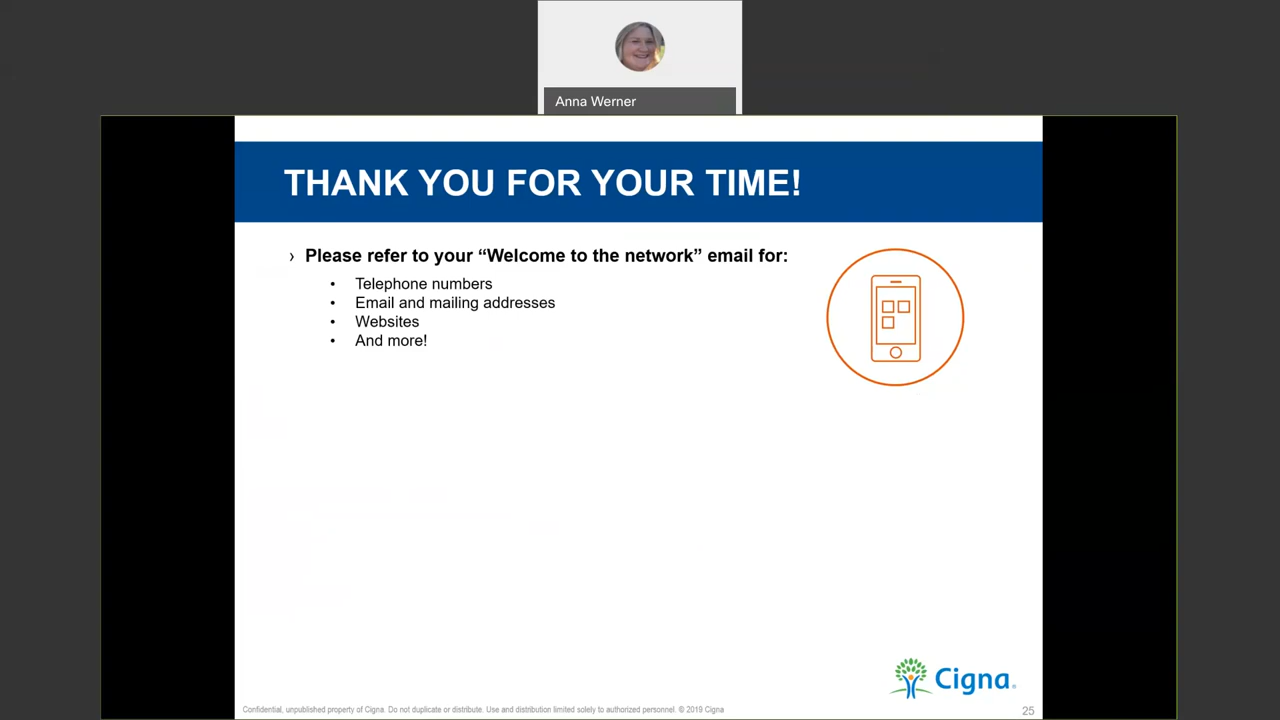 Anna Werner
THANK YOU FOR YOUR TIME!
› Please refer to your “Welcome to the network” email for:
• Telephone numbers
• Email and mailing addresses
• Websites
• And more!
Cigna®
Confidential, unpublished property of Cigna. Do not duplicate or distribute. Use and distribution limited solely to authorized personnel. © 2019 Cigna
25